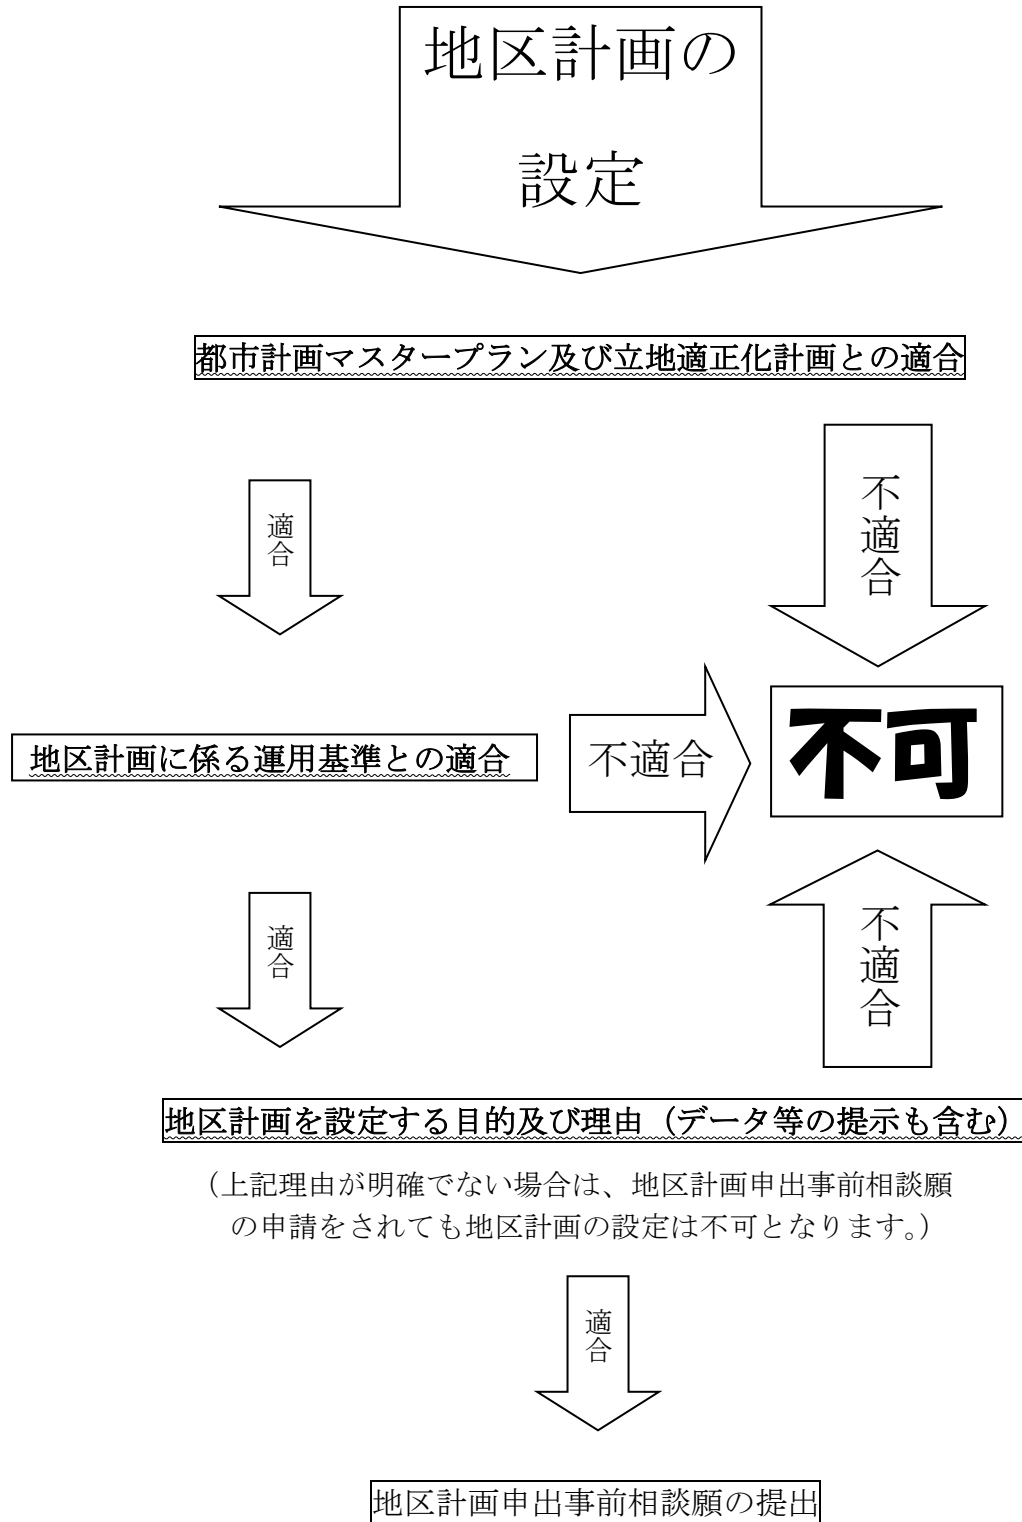 地区計画の
設定
都市計画マスタープラン及び立地適正化計画との適合
適合
不適合
地区計画に係る運用基準との適合
不適合
不可
適合
不適合
地区計画を設定する目的及び理由（データ等の提示も含む）
（上記理由が明確でない場合は、地区計画申出事前相談願
の申請をされても地区計画の設定は不可となります。）
適合
地区計画申出事前相談願の提出